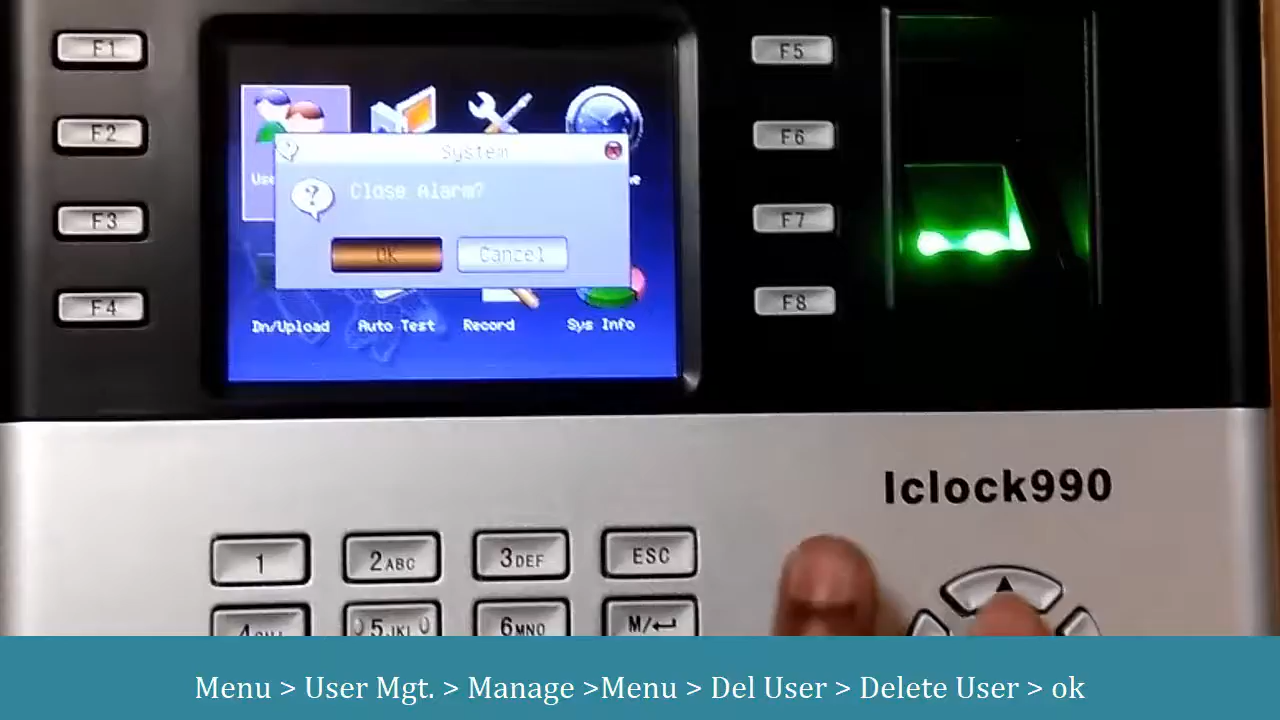 F1
F5
F2
F6
System
Close Alarm?
F3
F7
OK
Cancel
F4
F8
Dn/Upload
Auto Test
Record
Sys Info
Iclock990
1
2ABC
3DEF
ESC
5JKL
6MNO
M/↵
Menu > User Mgt. > Manage >Menu > Del User > Delete User > ok